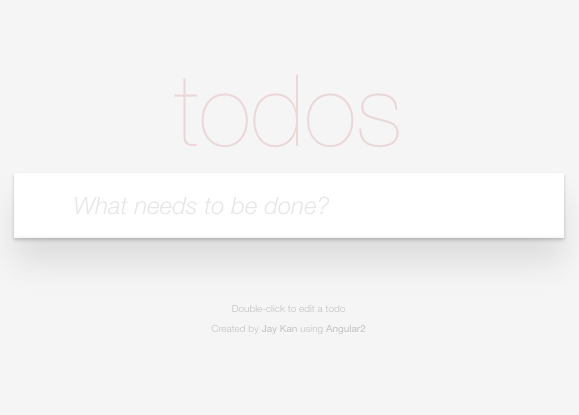 todos
What needs to be done?
Double-click to edit a todo
Created by Jay Kan using Angular2